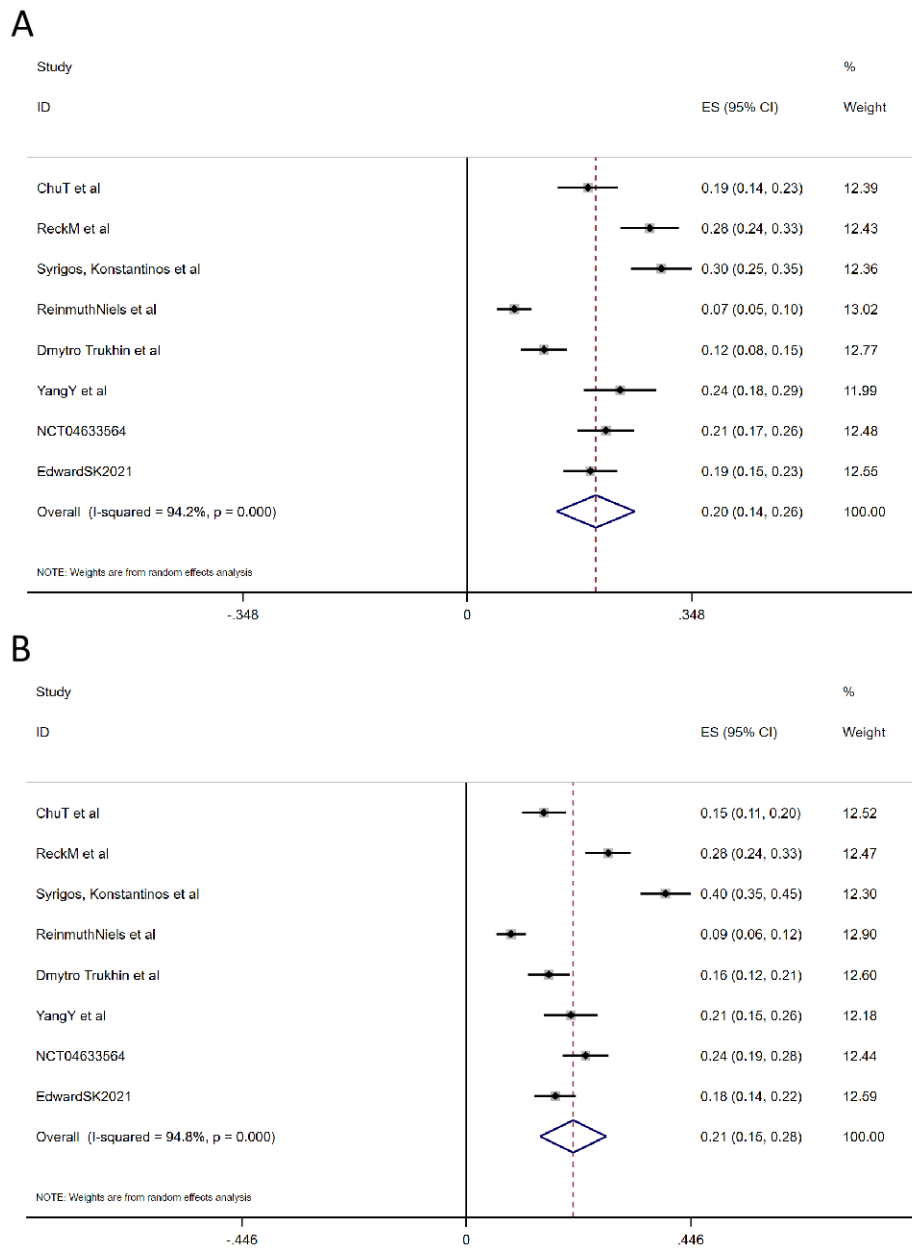 A
Study %
ID ES (95% CI) Weight
ChuT et al 0.19 (0.14, 0.23) 12.39
ReckM et al 0.28 (0.24, 0.33) 12.43
Syrigos, Konstantinos et al 0.30 (0.25, 0.35) 12.36
ReinmuthNiels et al 0.07 (0.05, 0.10) 13.02
Dmytro Trukhin et al 0.12 (0.08, 0.15) 12.77
YangY et al 0.24 (0.18, 0.29) 11.99
NCT04633564 0.21 (0.17, 0.26) 12.48
EdwardSK2021 0.19 (0.15, 0.23) 12.55
Overall (I-squared = 94.2%, p = 0.000) 0.20 (0.14, 0.26) 100.00
NOTE: Weights are from random effects analysis
-.348 0 .348
B
Study %
ID ES (95% CI) Weight
ChuT et al 0.15 (0.11, 0.20) 12.52
ReckM et al 0.28 (0.24, 0.33) 12.47
Syrigos, Konstantinos et al 0.40 (0.35, 0.45) 12.30
ReinmuthNiels et al 0.09 (0.06, 0.12) 12.90
Dmytro Trukhin et al 0.16 (0.12, 0.21) 12.60
YangY et al 0.21 (0.15, 0.26) 12.18
NCT04633564 0.24 (0.19, 0.28) 12.44
EdwardSK2021 0.18 (0.14, 0.22) 12.59
Overall (I-squared = 94.8%, p = 0.000) 0.21 (0.15, 0.28) 100.00
NOTE: Weights are from random effects analysis
-.446 0 .446